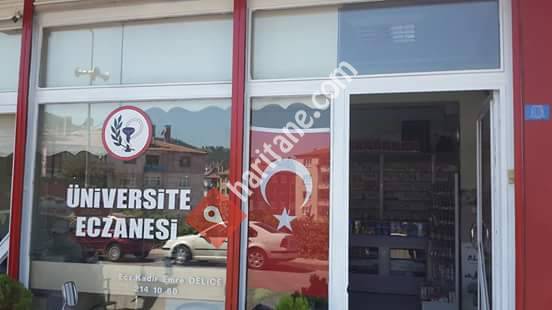 ÜNİVERSİTE
ECZANESİ
Ecz.Kadir Emre DELİCE
214 10 60
haritane.com